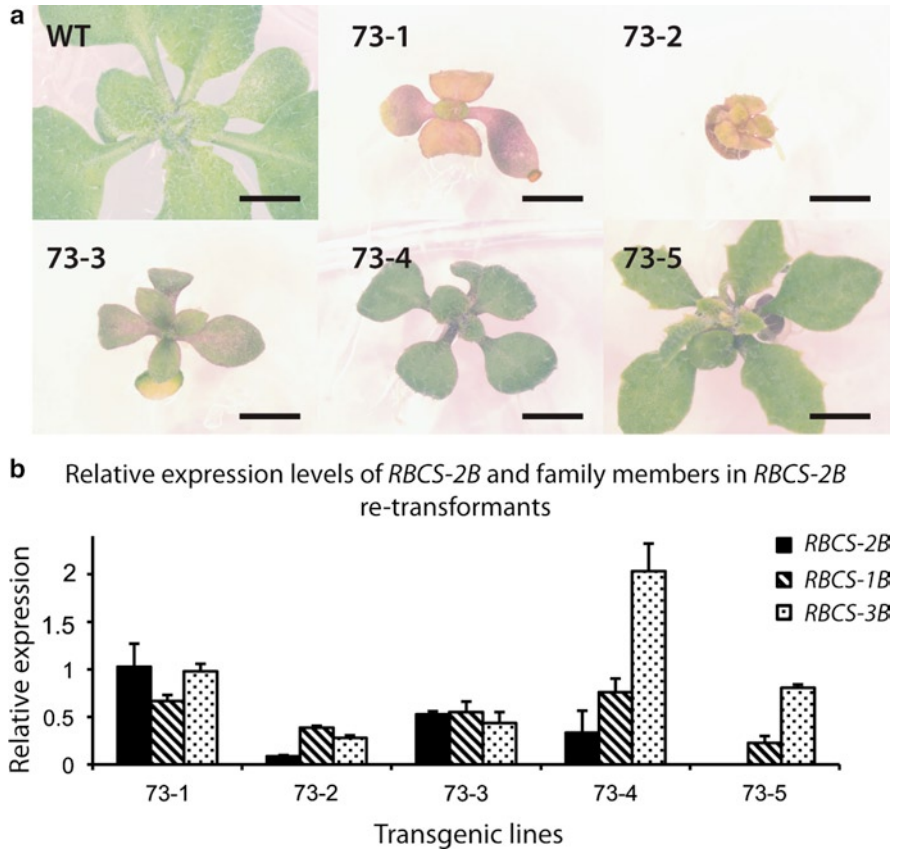 a
WT
73-1
73-2
73-3
73-4
73-5
b
Relative expression levels of RBCS-2B and family members in RBCS-2B
re-transformants
RBCS-2B
RBCS-1B
RBCS-3B
Relative expression
2
1.5
1
0.5
0
73-1
73-2
73-3
73-4
73-5
Transgenic lines